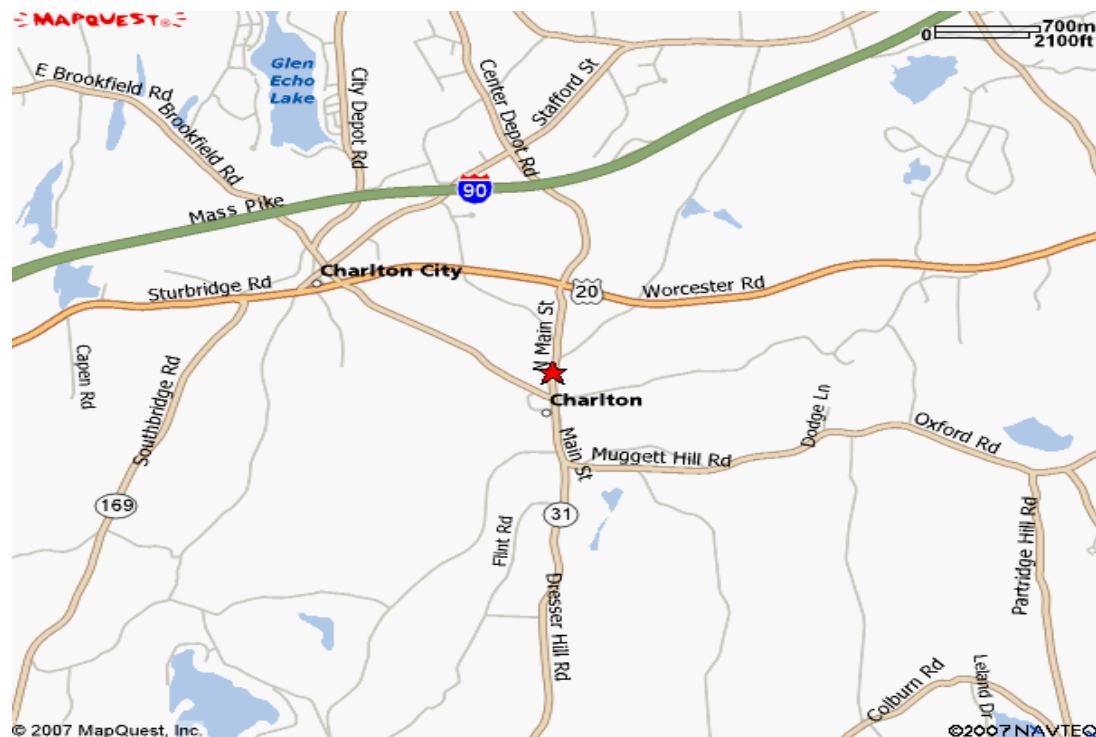 MAPQUEST®
0 700m
2100ft
Glen
Echo
Lake
E Brookfield Rd
Brookfield Rd
City Depot Rd
Center Depot Rd
Stafford St
90
Mass Pike
Charlton City
Sturbridge Rd
20
Worcester Rd
N Main St
Capen Rd
Southbridge Rd
Charlton
Dodge Ln
Main St
Muggett Hill Rd
Oxford Rd
169
31
Flint Rd
Dresser Hill Rd
Partridge Hill Rd
Colburn Rd
Leland Dr
© 2007 MapQuest, Inc.
©2007 NAVTEQ